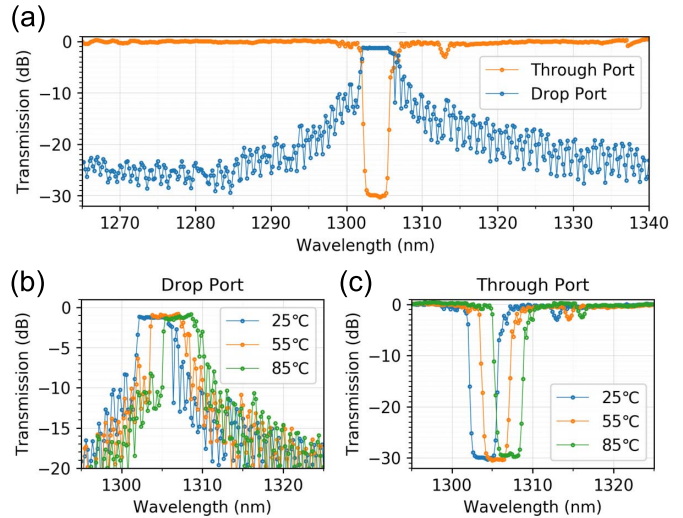 (a)
0
−10
−20
−30
Transmission (dB)
Through Port
Drop Port
1270 1280 1290 1300 1310 1320 1330 1340
Wavelength (nm)
(b)
Drop Port
0
−5
−10
−15
−20
Transmission (dB)
25℃
55℃
85℃
1300 1310 1320
Wavelength (nm)
(c)
Through Port
0
−10
−20
−30
Transmission (dB)
25℃
55℃
85℃
1300 1310 1320
Wavelength (nm)